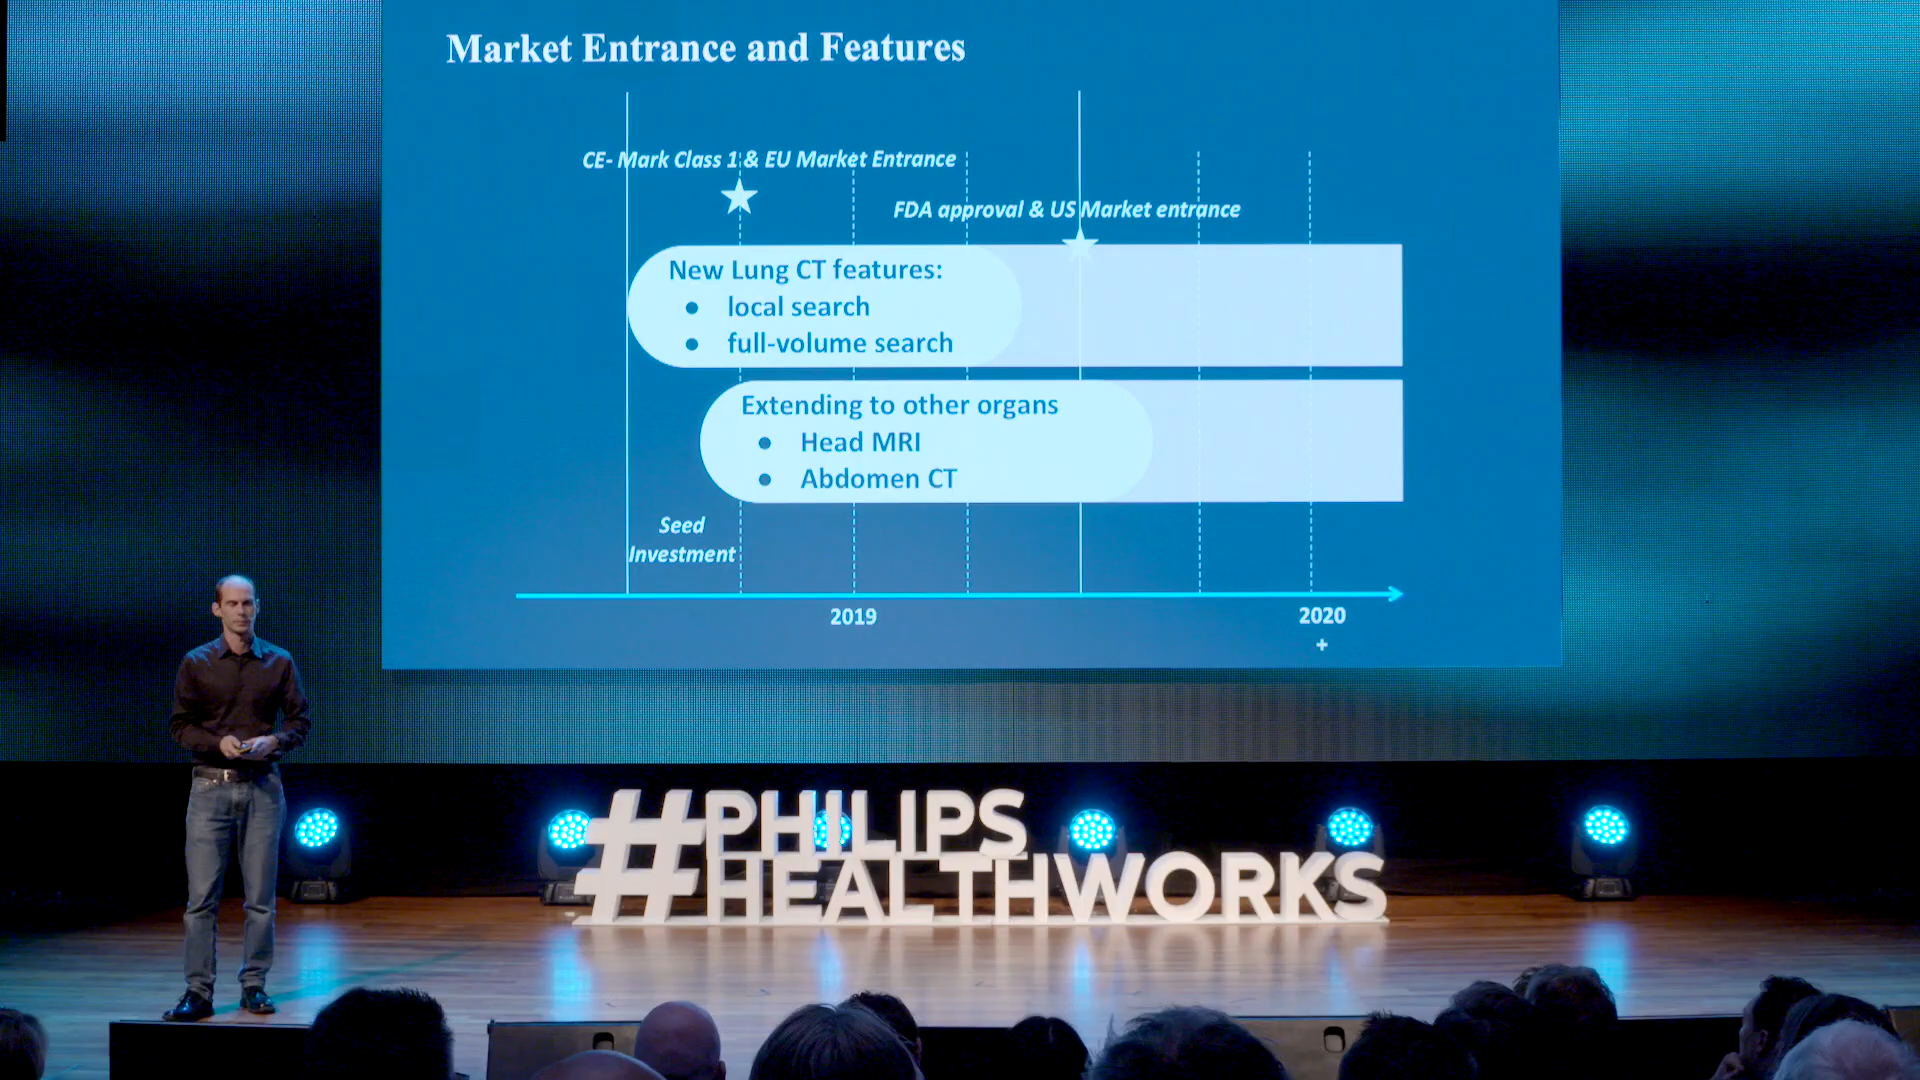 Market Entrance and Features
CE- Mark Class 1 & EU Market Entrance
FDA approval & US Market entrance
New Lung CT features:
● local search
● full-volume search
Extending to other organs
● Head MRI
● Abdomen CT
Seed
Investment
2019
2020
+
#PHILIPS
HEALTHWORKS